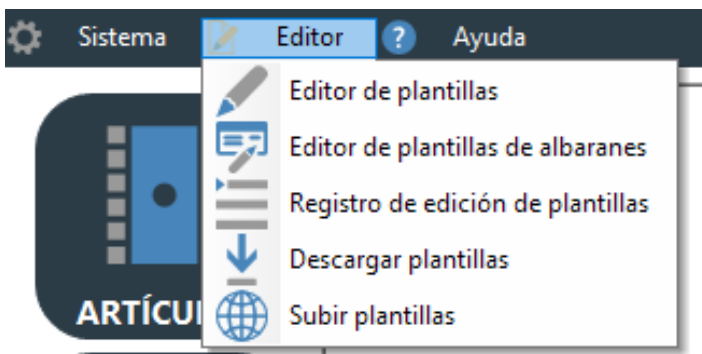 Sistema Editor ? Ayuda
Editor de plantillas
Editor de plantillas de albaranes
Registro de edición de plantillas
Descargar plantillas
Subir plantillas